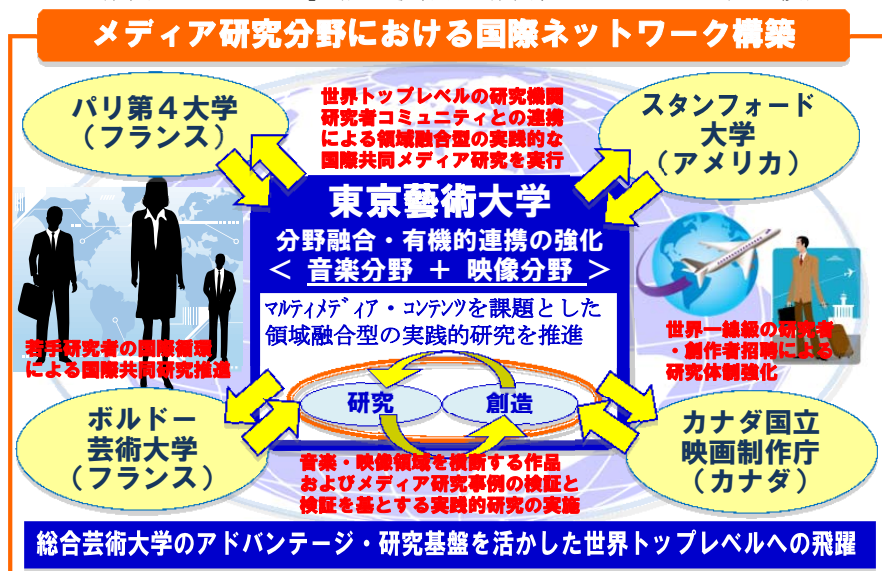 メディア研究分野における国際ネットワーク構築
パリ第4大学
(フランス)
世界トップレベルの研究機関
研究者コミュニティとの連携
による領域融合型の実践的な
国際共同メディア研究を実行
スタンフォード
大学
(アメリカ)
東京藝術大学
分野融合・有機的連携の強化
< 音楽分野 + 映像分野 >
マルティメディア・コンテンツを課題とした
領域融合型の実践的研究を推進
若手研究者の国際循環
による国際共同研究推進
世界一線級の研究者
・創作者招聘による
研究体制強化
研究
創造
ボルドー
芸術大学
(フランス)
カナダ国立
映画制作庁
(カナダ)
音楽・映像領域を横断する作品
およびメディア研究事例の検証と
検証を基とする実践的研究の実施
総合芸術大学のアドバンテージ・研究基盤を活かした世界トップレベルへの飛躍